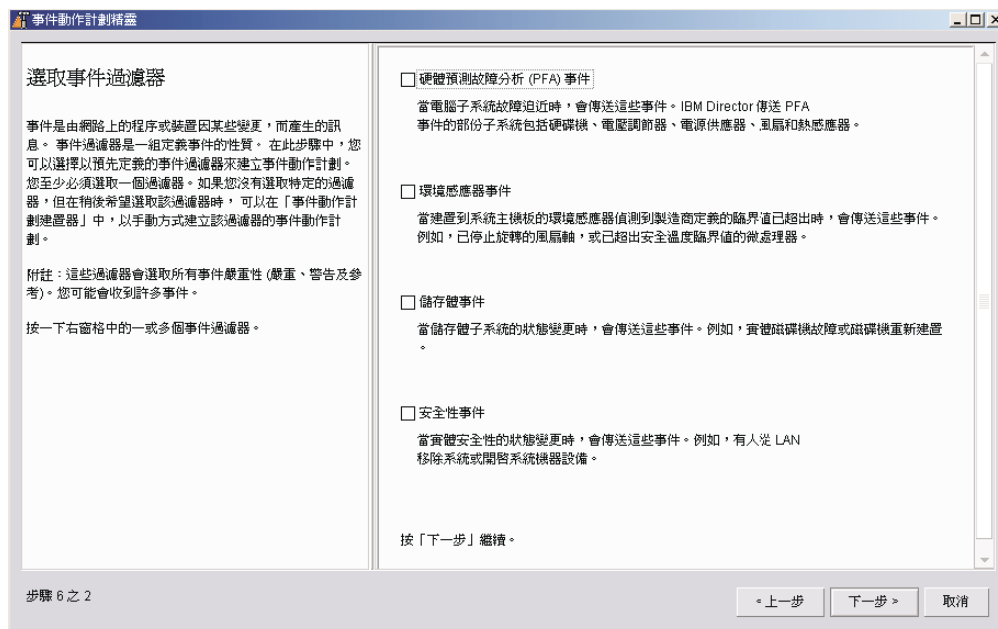 事件動作計劃精靈
選取事件過濾器
事件是由網路上的程序或裝置因某些變更，而產生的訊
息。 事件過濾器是一組定義事件的性質。 在此步驟中，您
可以選擇以預先定義的事件過濾器來建立事件動作計劃。
您至少必須選取一個過濾器。如果您沒有選取特定的過濾
器，但在稍後希望選取該過濾器時， 可以在「事件動作計
劃建置器」中，以手動方式建立該過濾器的事件動作計
劃。
附註：這些過濾器會選取所有事件嚴重性 (嚴重、警告及參
考)。您可能會收到許多事件。
按一下右窗格中的一或多個事件過濾器。
硬體預測故障分析 (PFA) 事件
當電腦子系統故障迫近時，會傳送這些事件。IBM Director 傳送 PFA
事件的部份子系統包括硬碟機、電壓調節器、電源供應器、風扇和熱感應器。
環境感應器事件
當建置到系統主機板的環境感應器偵測到製造商定義的臨界值已超出時，會傳送這些事件。
例如，已停止旋轉的風扇軸，或已超出安全溫度臨界值的微處理器。
儲存體事件
當儲存體子系統的狀態變更時，會傳送這些事件。例如，實體磁碟機故障或磁碟機重新建置
。
安全性事件
當實體安全性的狀態變更時，會傳送這些事件。例如，有人從 LAN
移除系統或開啓系統機器設備。
按「下一步」繼續。
步驟 6 之 2
« 上一步
下一步 »
取消